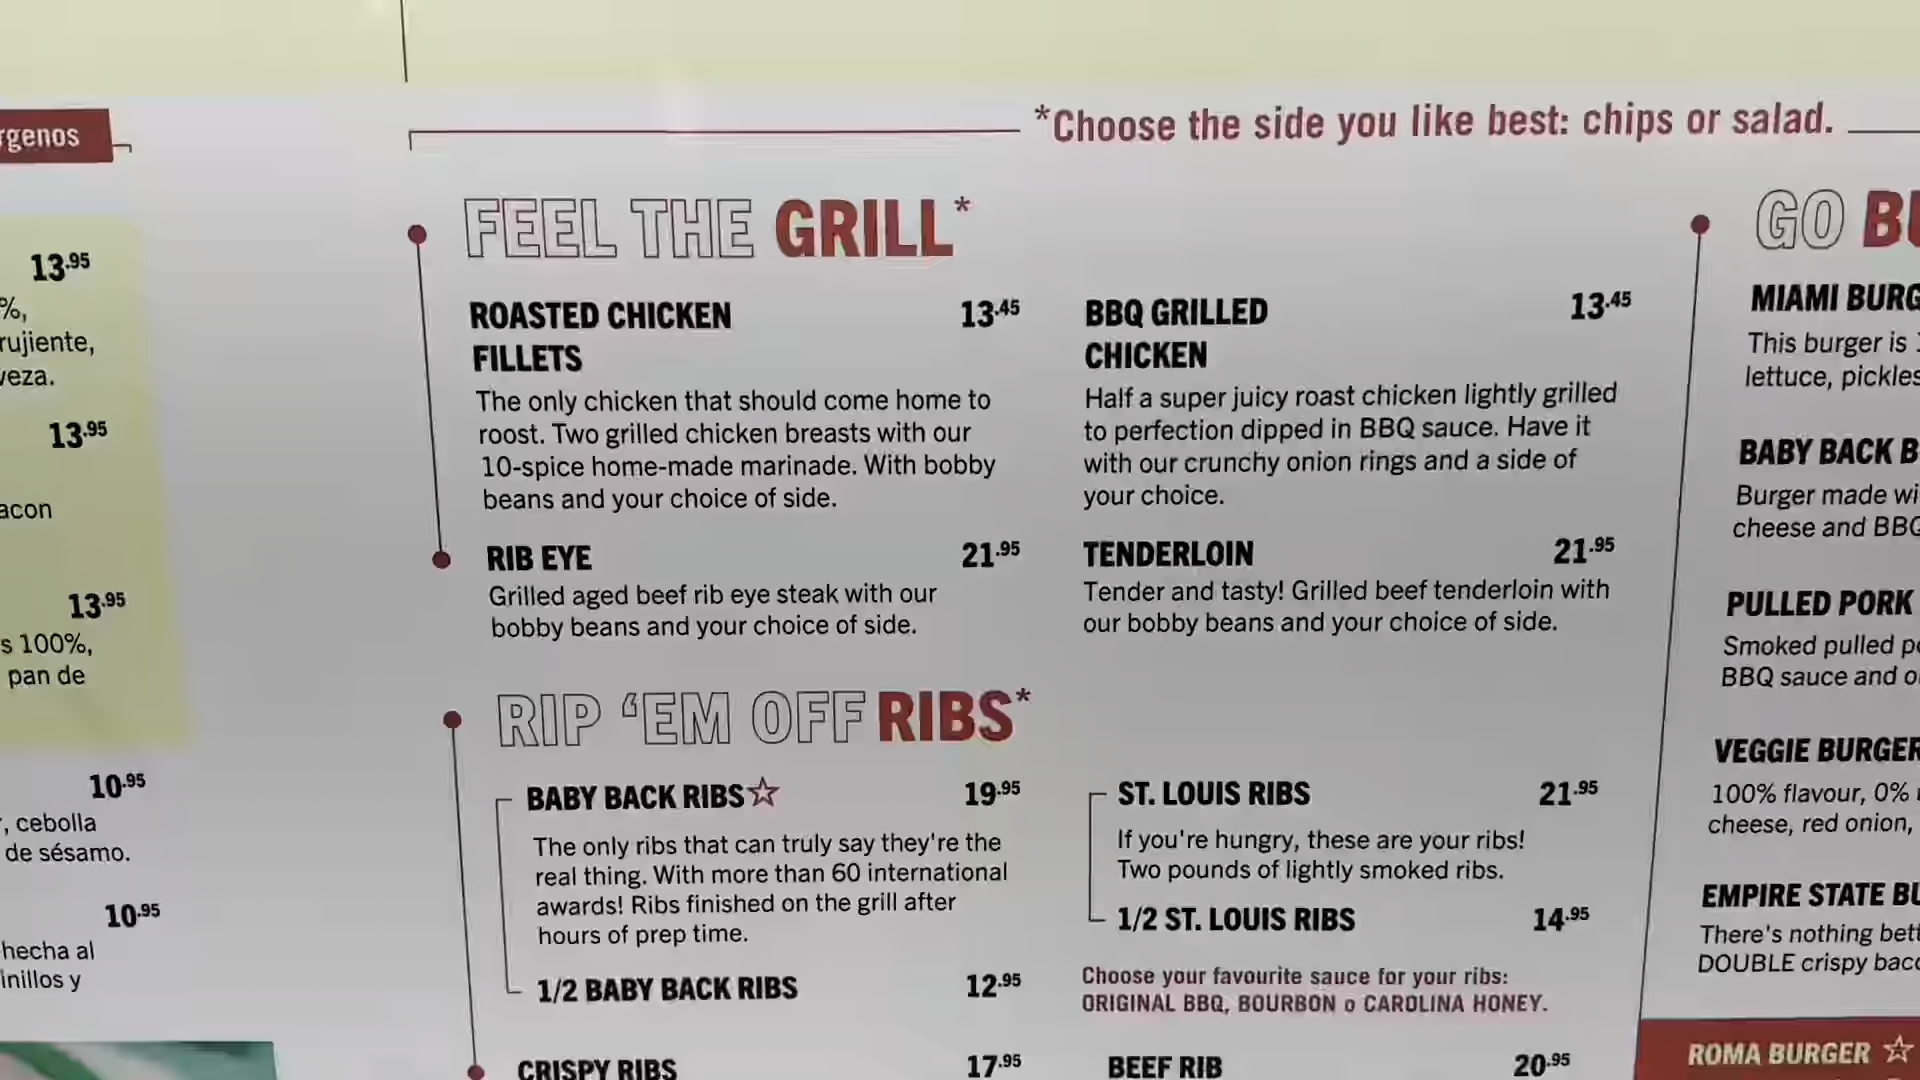 rgenos
13.95
%,
rujiente,
veza.
13.95
acon
13.95
s 100%,
pan de
10.95
, cebolla
de sésamo.
10.95
hecha al
inillos y
*Choose the side you like best: chips or salad.
FEEL THE GRILL*
ROASTED CHICKEN FILLETS 13.45
The only chicken that should come home to
roost. Two grilled chicken breasts with our
10-spice home-made marinade. With bobby
beans and your choice of side.
RIB EYE 21.95
Grilled aged beef rib eye steak with our
bobby beans and your choice of side.
BBQ GRILLED CHICKEN 13.45
Half a super juicy roast chicken lightly grilled
to perfection dipped in BBQ sauce. Have it
with our crunchy onion rings and a side of
your choice.
TENDERLOIN 21.95
Tender and tasty! Grilled beef tenderloin with
our bobby beans and your choice of side.
RIP ‘EM OFF RIBS*
BABY BACK RIBS☆ 19.95
The only ribs that can truly say they're the
real thing. With more than 60 international
awards! Ribs finished on the grill after
hours of prep time.
1/2 BABY BACK RIBS 12.95
CRISPY RIBS 17.95
ST. LOUIS RIBS 21.95
If you're hungry, these are your ribs!
Two pounds of lightly smoked ribs.
1/2 ST. LOUIS RIBS 14.95
Choose your favourite sauce for your ribs:
ORIGINAL BBQ, BOURBON o CAROLINA HONEY.
BEEF RIB 20.95
GO BU
MIAMI BURG
This burger is
lettuce, pickles
BABY BACK B
Burger made wi
cheese and BBQ
PULLED PORK
Smoked pulled po
BBQ sauce and o
VEGGIE BURGER
100% flavour, 0%
cheese, red onion,
EMPIRE STATE BU
There's nothing bett
DOUBLE crispy baco
ROMA BURGER ☆